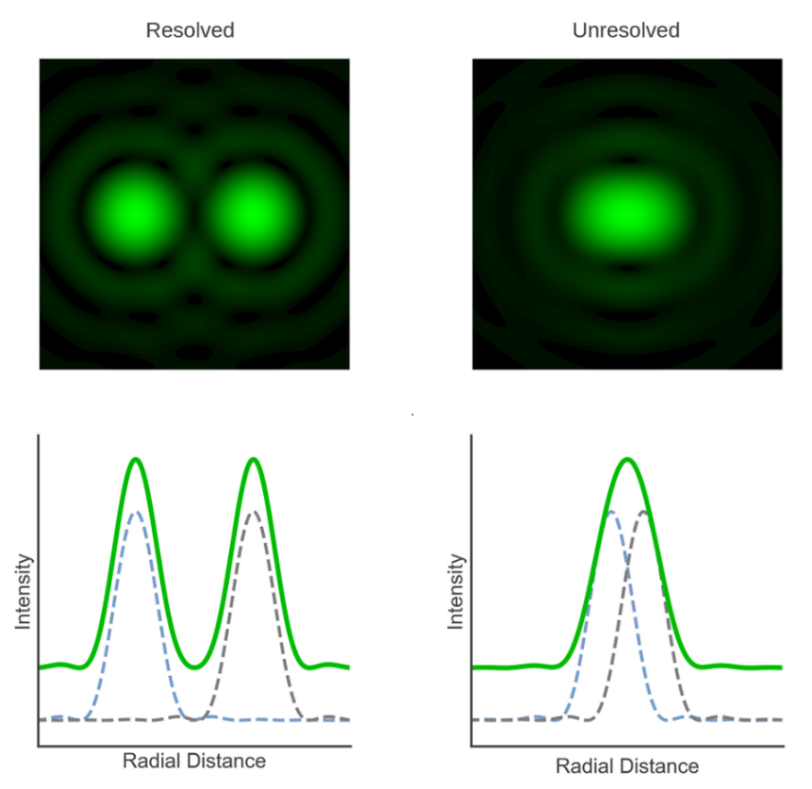 Resolved
Unresolved
Intensity
Radial Distance
Intensity
Radial Distance